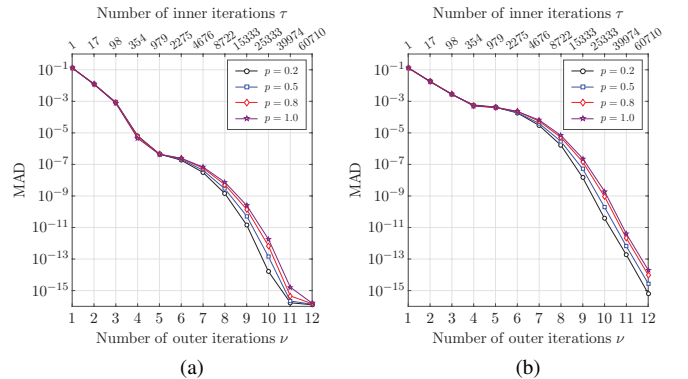 Number of inner iterations τ
1 17 98 354 979 2275 4676 8722 15333 25333 39974 60710
10⁻¹
10⁻³
10⁻⁵
10⁻⁷
10⁻⁹
10⁻¹¹
10⁻¹³
10⁻¹⁵
MAD
p = 0.2
p = 0.5
p = 0.8
p = 1.0
1 2 3 4 5 6 7 8 9 10 11 12
Number of outer iterations ν
(a)
Number of inner iterations τ
1 17 98 354 979 2275 4676 8722 15333 25333 39974 60710
10⁻¹
10⁻³
10⁻⁵
10⁻⁷
10⁻⁹
10⁻¹¹
10⁻¹³
10⁻¹⁵
MAD
p = 0.2
p = 0.5
p = 0.8
p = 1.0
1 2 3 4 5 6 7 8 9 10 11 12
Number of outer iterations ν
(b)